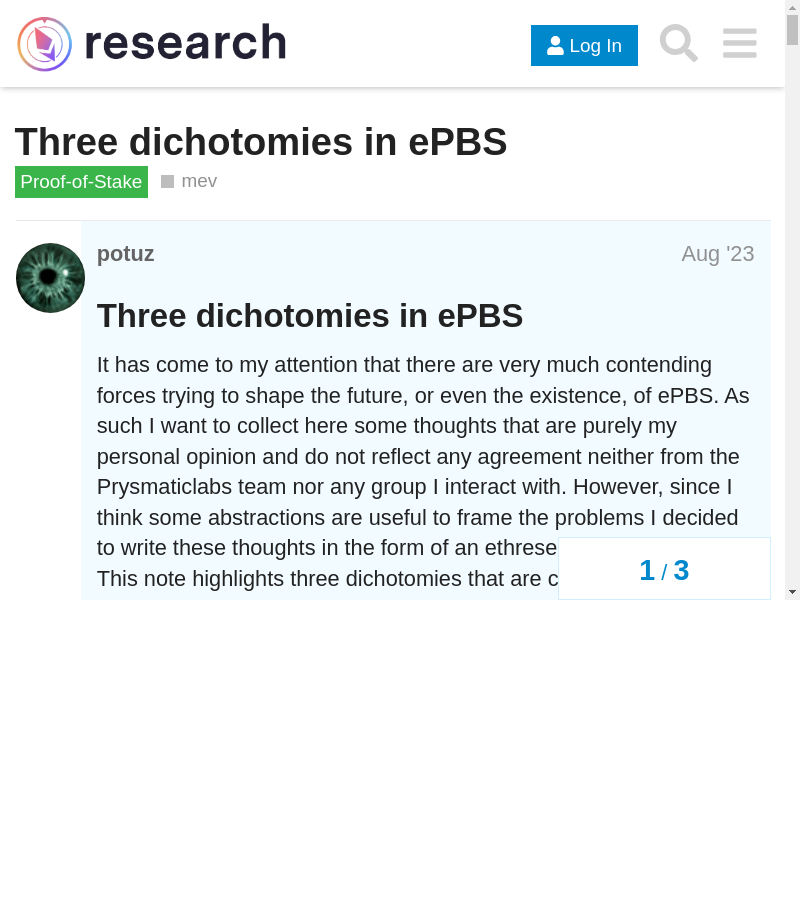 research
Log In
Three dichotomies in ePBS
Proof-of-Stake mev
potuz Aug '23
Three dichotomies in ePBS
It has come to my attention that there are very much contending
forces trying to shape the future, or even the existence, of ePBS. As
such I want to collect here some thoughts that are purely my
personal opinion and do not reflect any agreement neither from the
Prysmaticlabs team nor any group I interact with. However, since I
think some abstractions are useful to frame the problems I decided
to write these thoughts in the form of an ethrese
This note highlights three dichotomies that are c
1 / 3